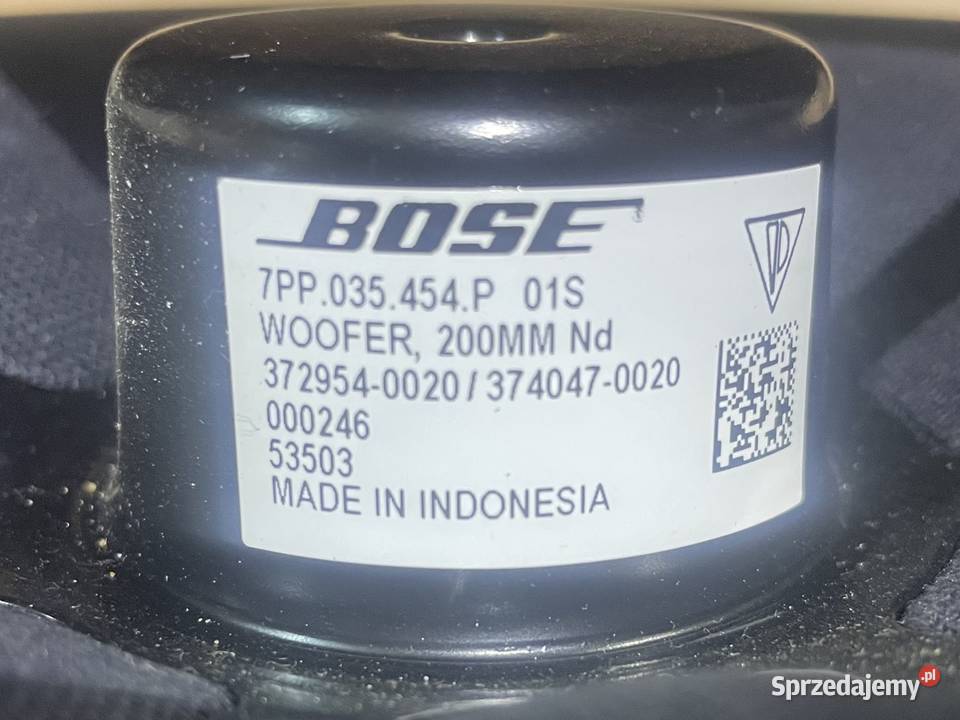 BOSE
7PP.035.454.P 01S
WOOFER, 200MM Nd
372954-0020 / 374047-0020
000246
53503
MADE IN INDONESIA
Sprzedajemy.pl